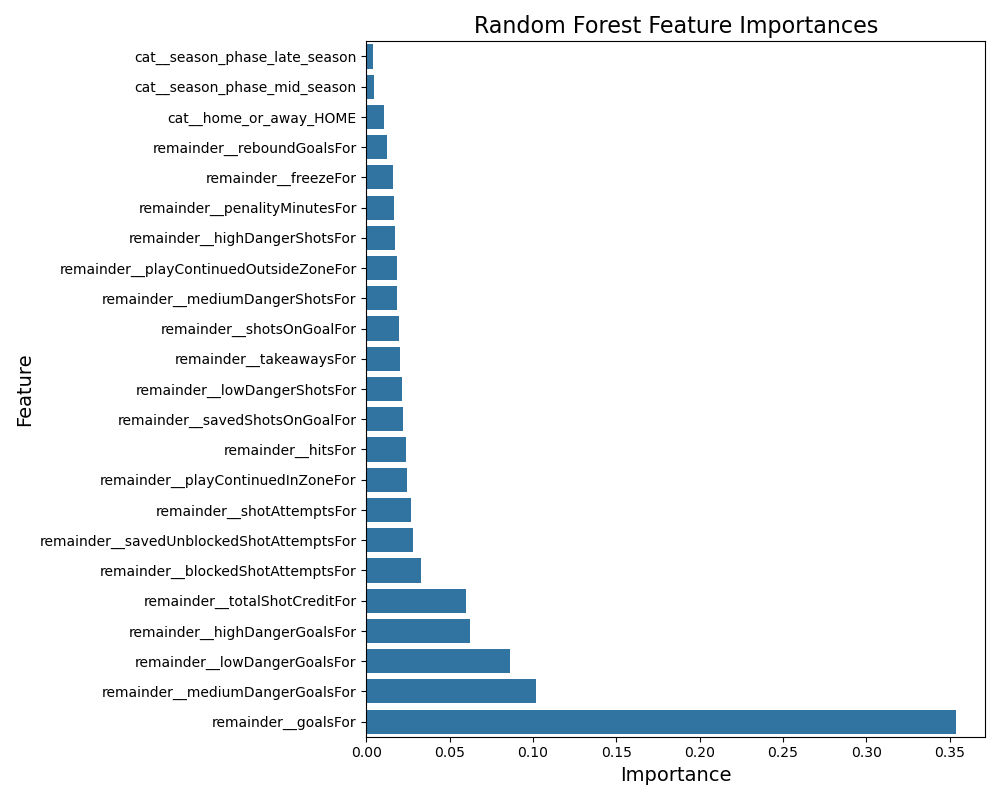 Random Forest Feature Importances
cat__season_phase_late_season
cat__season_phase_mid_season
cat__home_or_away_HOME
remainder__reboundGoalsFor
remainder__freezeFor
remainder__penalityMinutesFor
remainder__highDangerShotsFor
remainder__playContinuedOutsideZoneFor
remainder__mediumDangerShotsFor
remainder__shotsOnGoalFor
remainder__takeawaysFor
remainder__lowDangerShotsFor
remainder__savedShotsOnGoalFor
remainder__hitsFor
remainder__playContinuedInZoneFor
remainder__shotAttemptsFor
remainder__savedUnblockedShotAttemptsFor
remainder__blockedShotAttemptsFor
remainder__totalShotCreditFor
remainder__highDangerGoalsFor
remainder__lowDangerGoalsFor
remainder__mediumDangerGoalsFor
remainder__goalsFor
Feature
0.00 0.05 0.10 0.15 0.20 0.25 0.30 0.35
Importance